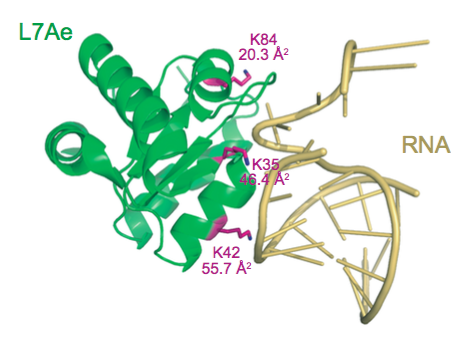 L7Ae
K84
20.3 Å²
RNA
K35
46.4 Å²
K42
55.7 Å²